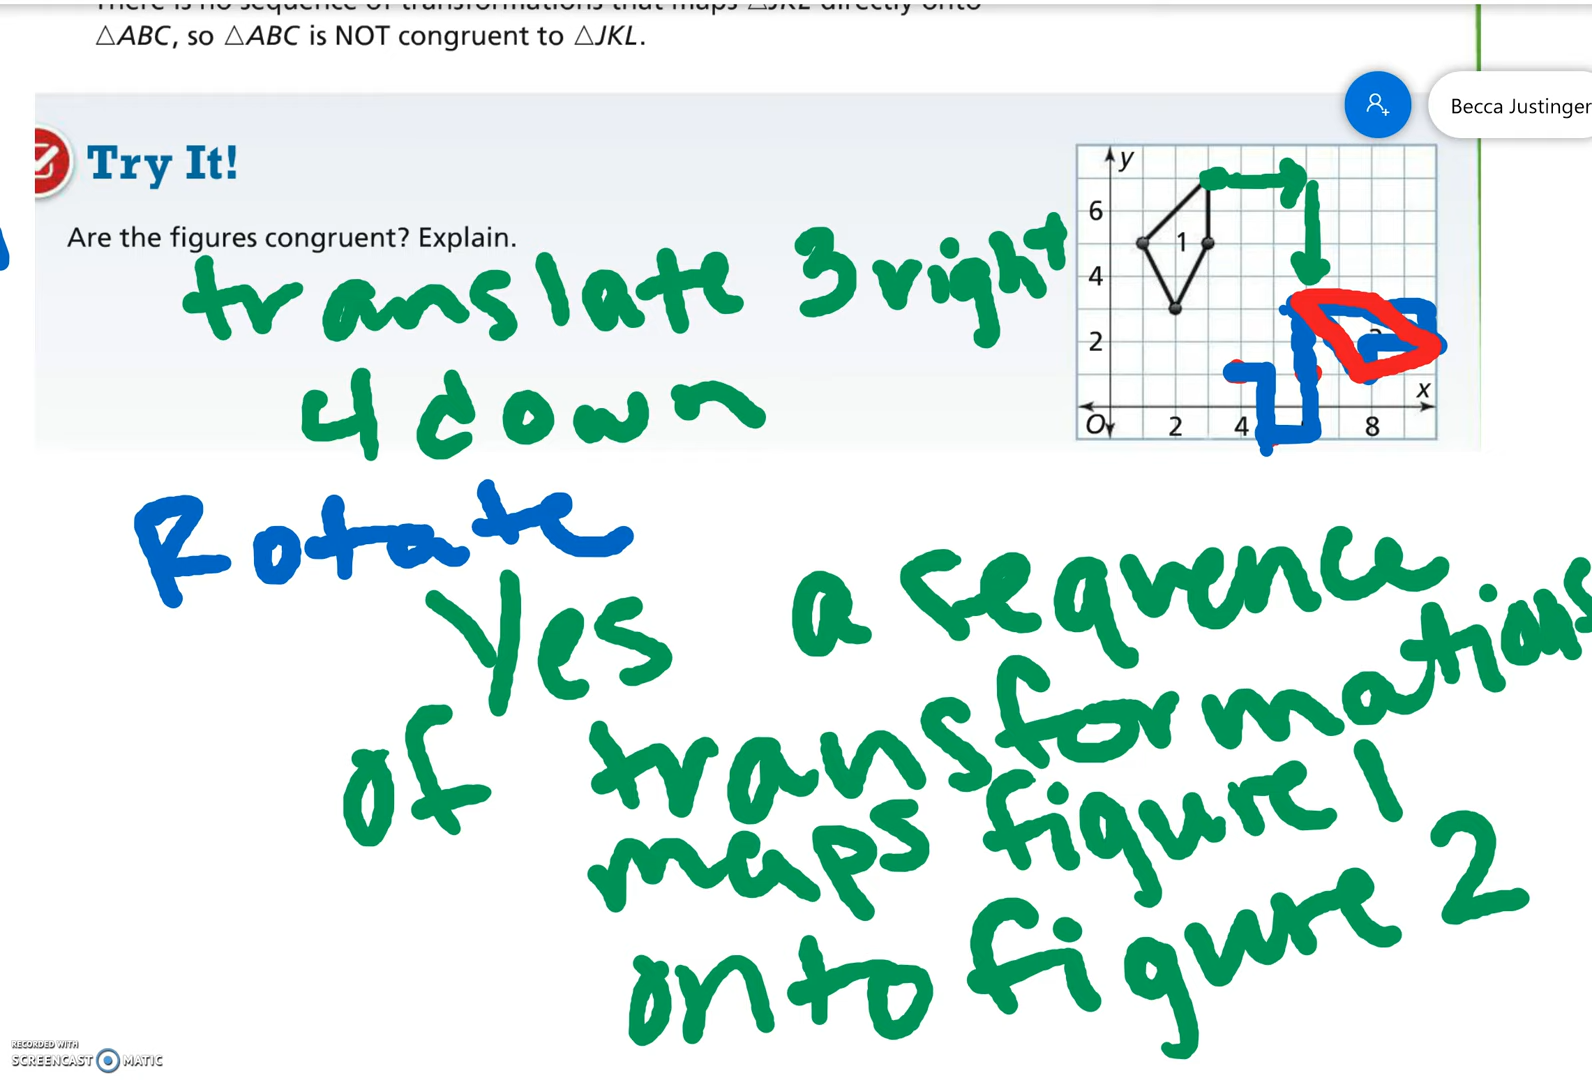 △ABC, so △ABC is NOT congruent to △JKL.
Becca Justinger
Try It!
Are the figures congruent? Explain.
y
6
1
4
2
x
O
2
4
8
translate 3 right
4 down
Rotate
Yes a sequence
of transformations
maps figure 1
onto figure 2
RECORDED WITH
SCREENCAST MATIC